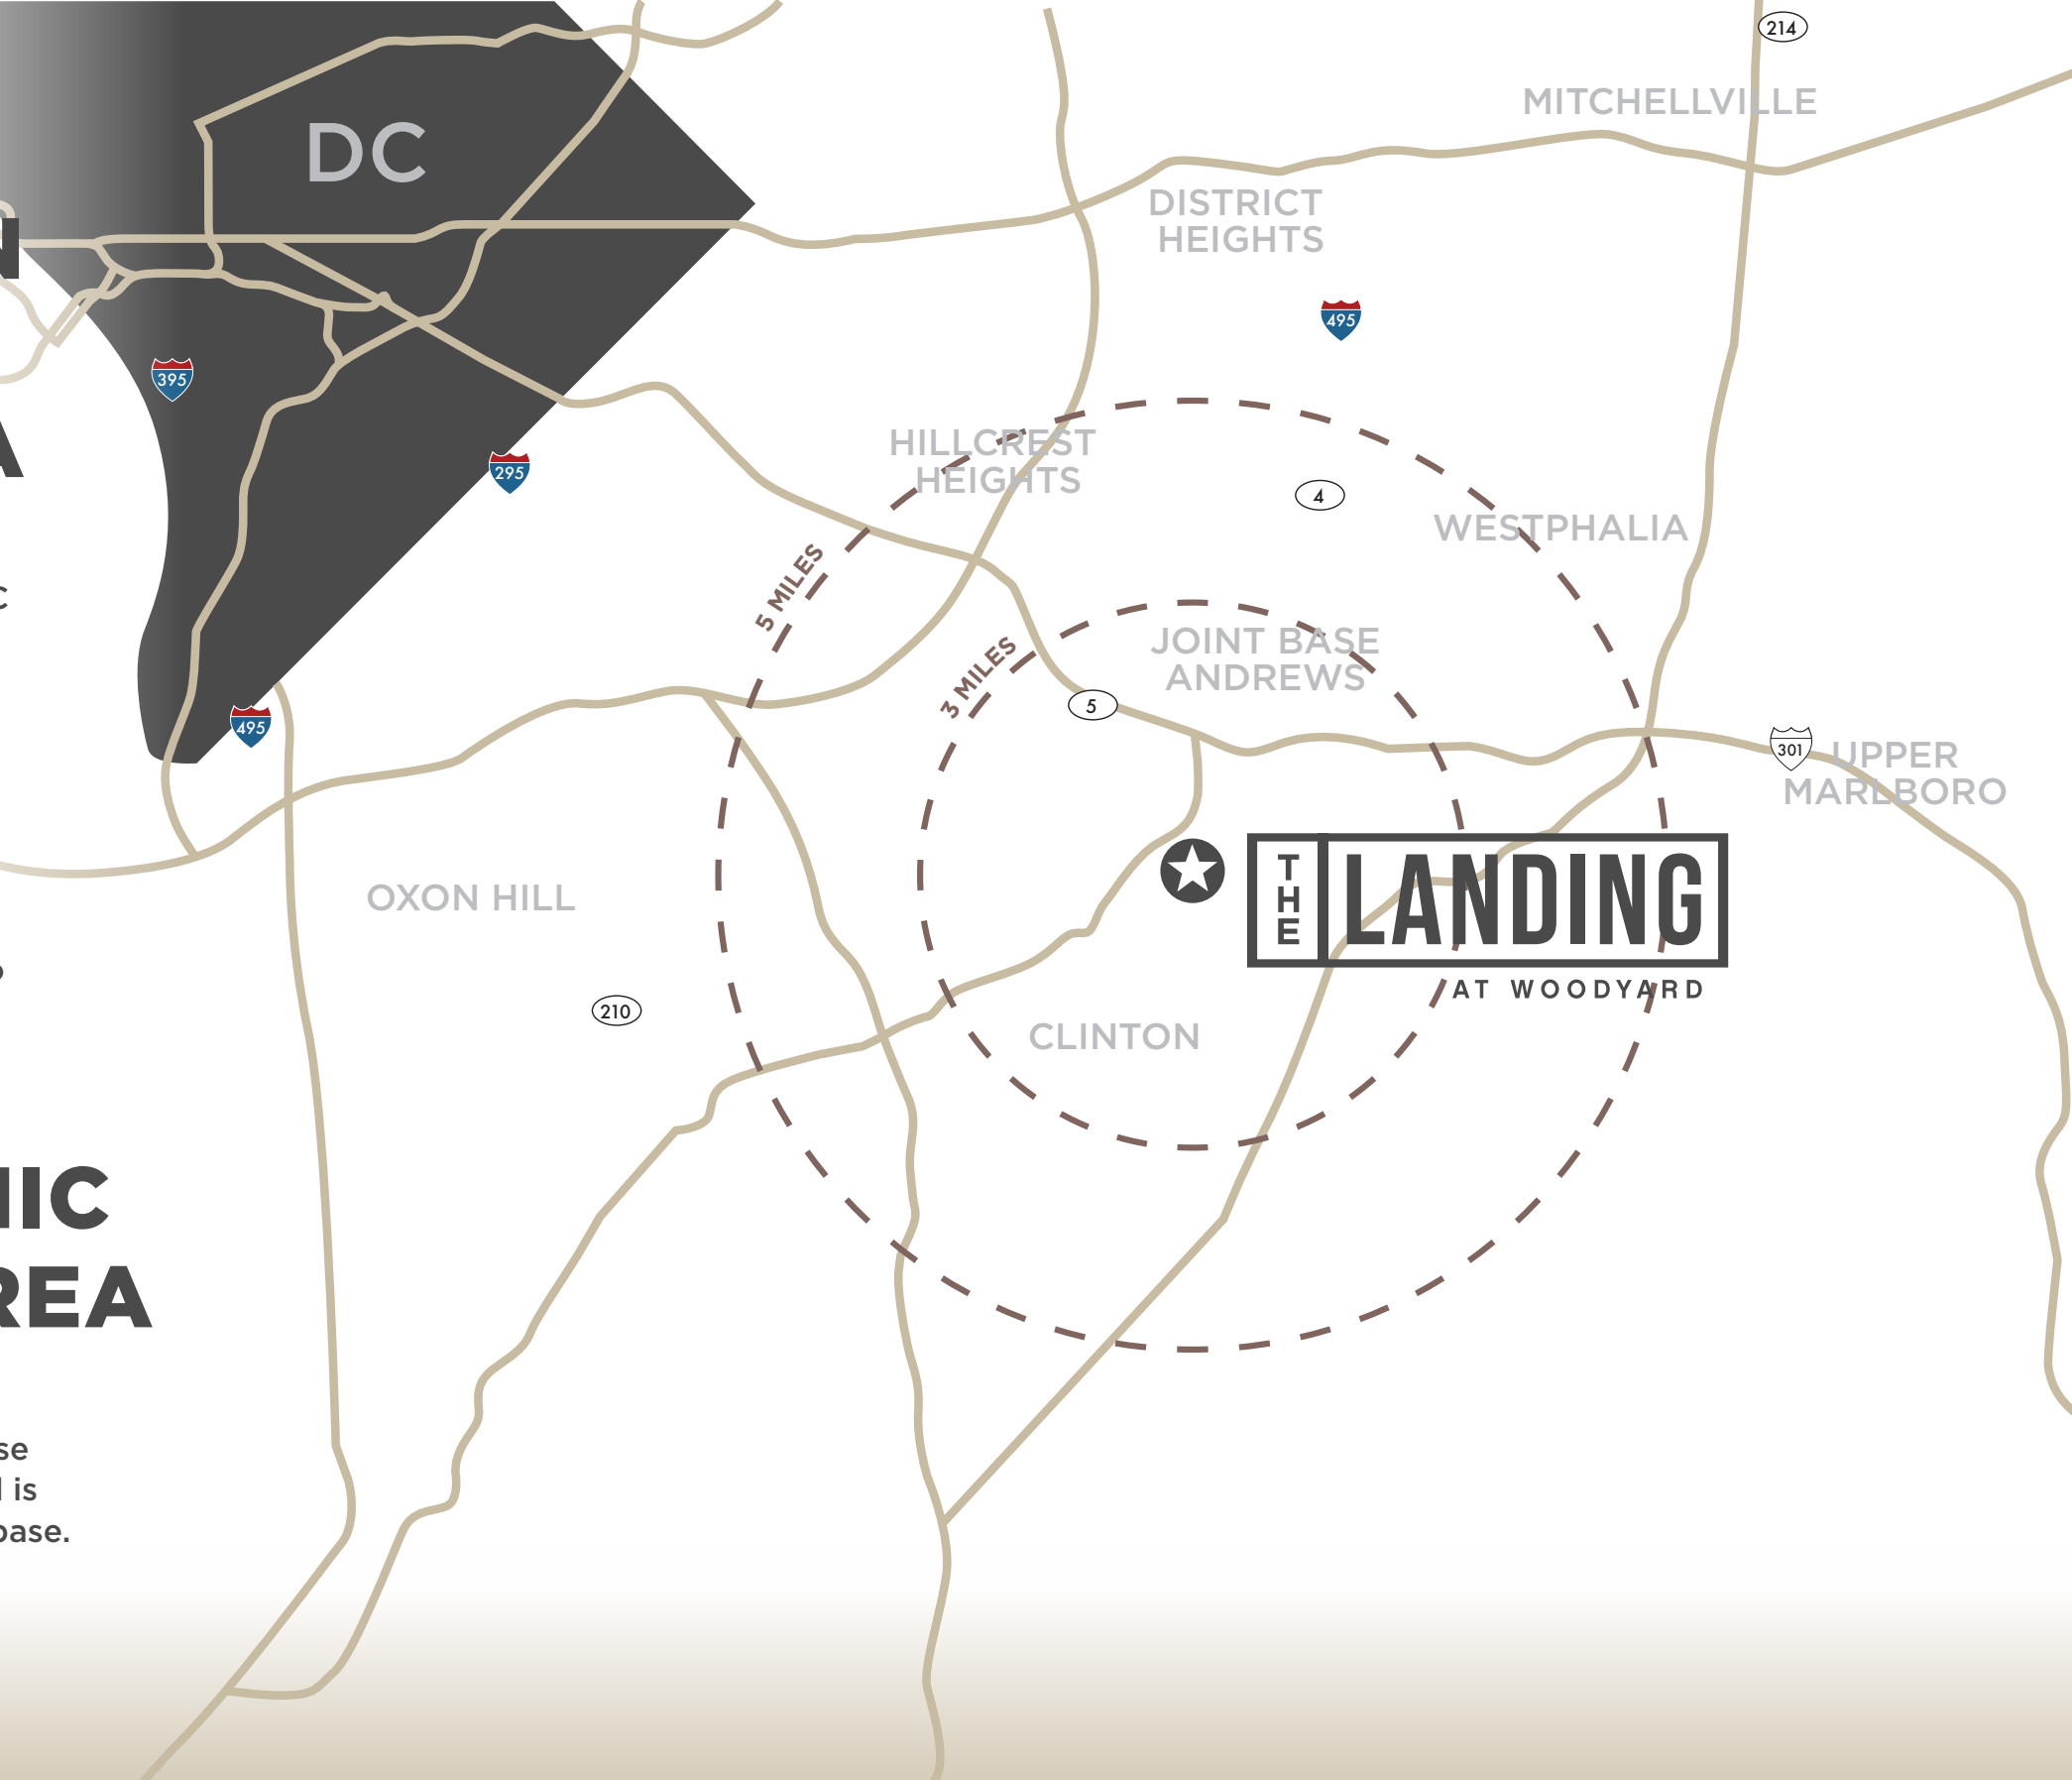 214
MITCHELLVILLE
DC
DISTRICT
HEIGHTS
N
495
395
A
HILLCREST
HEIGHTS
295
4
WESTPHALIA
5 MILES
C
JOINT BASE
ANDREWS
3 MILES
5
495
301
UPPER
MARLBORO
THE
LANDING
AT WOODYARD
OXON HILL
210
CLINTON
IC
REA
se
is
base.